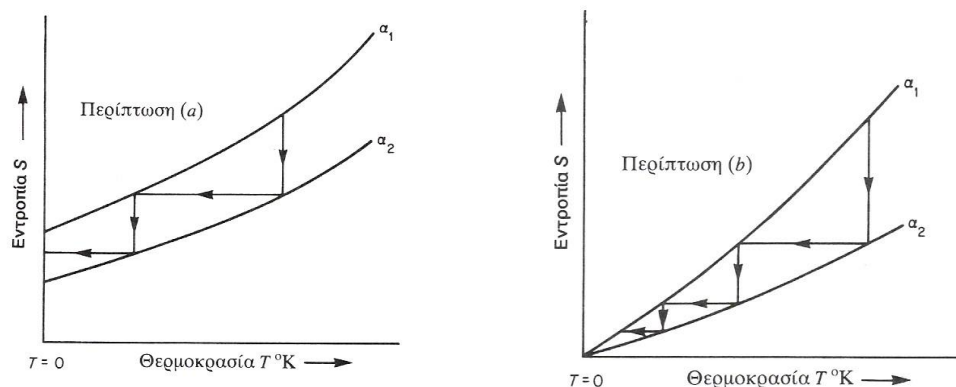 α₁
Περίπτωση (a)
α₂
Εντροπία S
T = 0
Θερμοκρασία T °K
α₁
Περίπτωση (b)
α₂
Εντροπία S
T = 0
Θερμοκρασία T °K